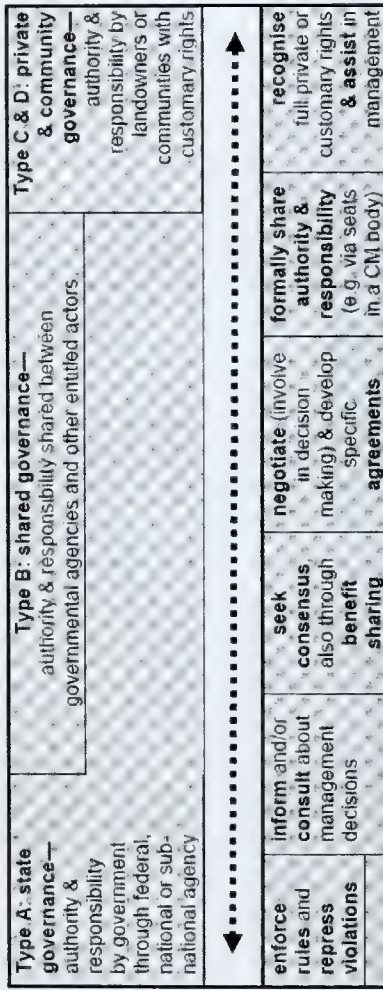 Type A: state
governance—
authority &
responsibility
by government
through federal,
national or sub-
national agency
Type B: shared governance—
authority & responsibility shared between
governmental agencies and other entitled actors
Type C & D: private
& community
governance—
authority &
responsibility by
landowners or
communities with
customary rights
enforce
rules and
repress
violations
inform and/or
consult about
management
decisions
seek
consensus,
also through
benefit
sharing
negotiate (involve
in decision
making) & develop
specific
agreements
formally share
authority &
responsibility
(e.g. via seats
in a CM body)
recognise
full private or
customary rights
& assist in
management